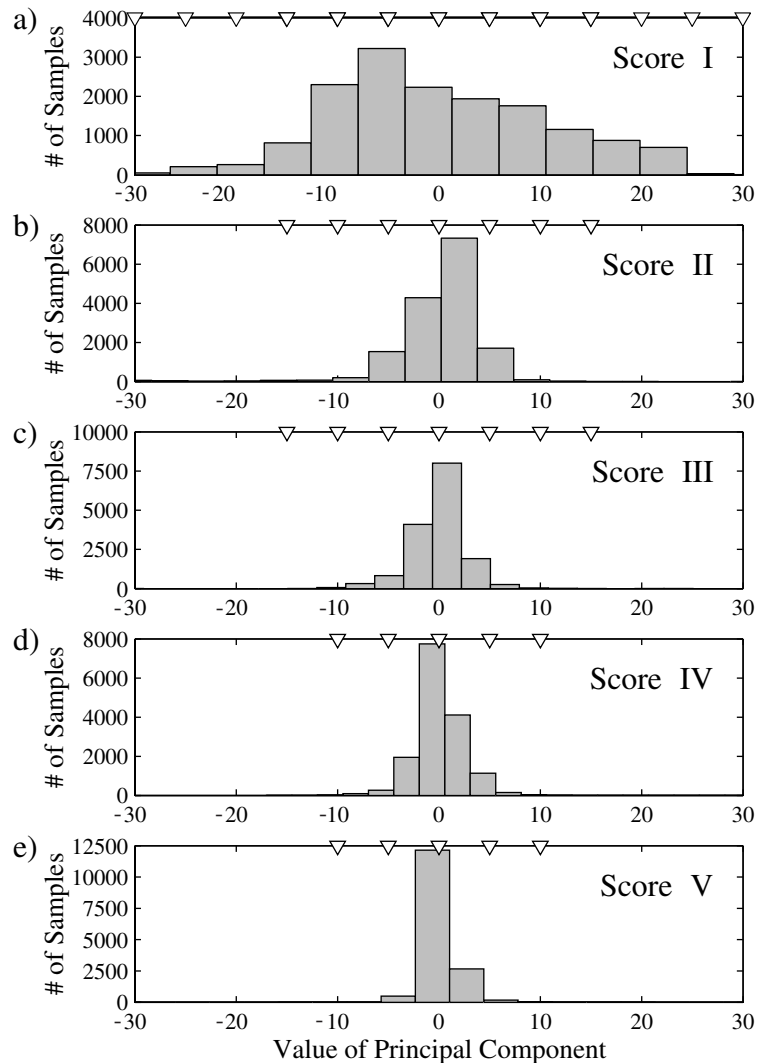 a)
# of Samples
4000
3000
2000
1000
0
Score I
-30 -20 -10 0 10 20 30
b)
# of Samples
8000
6000
4000
2000
0
Score II
-30 -20 -10 0 10 20 30
c)
# of Samples
10000
7500
5000
2500
0
Score III
-30 -20 -10 0 10 20 30
d)
# of Samples
8000
6000
4000
2000
0
Score IV
-30 -20 -10 0 10 20 30
e)
# of Samples
12500
10000
7500
5000
2500
0
Score V
-30 -20 -10 0 10 20 30
Value of Principal Component